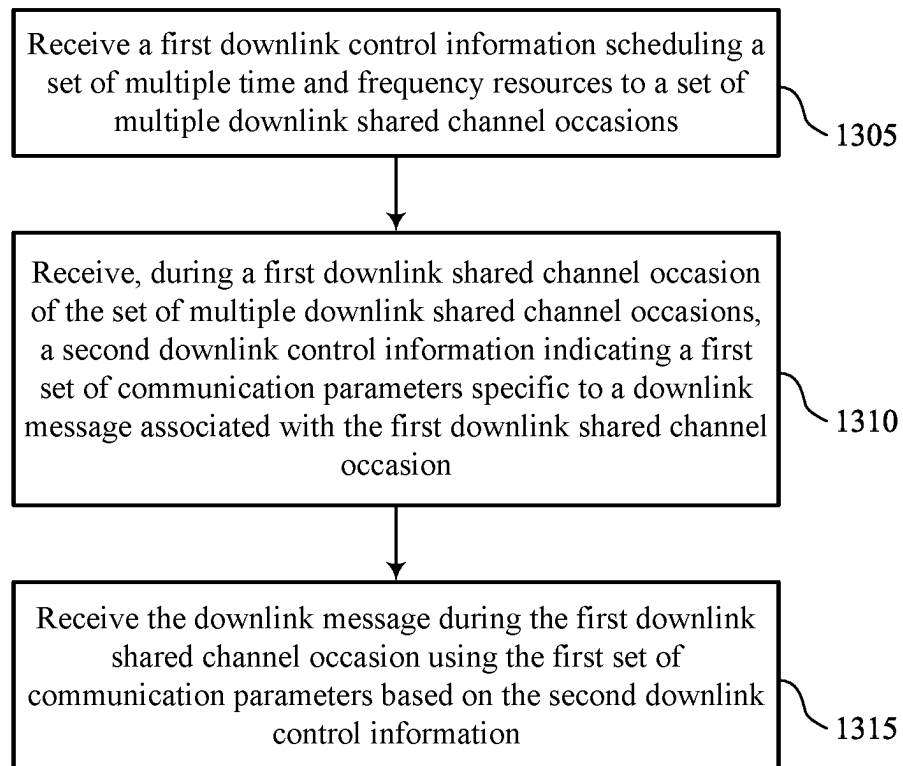 Receive a first downlink control information scheduling a
set of multiple time and frequency resources to a set of
multiple downlink shared channel occasions
1305
Receive, during a first downlink shared channel occasion
of the set of multiple downlink shared channel occasions,
a second downlink control information indicating a first
set of communication parameters specific to a downlink
message associated with the first downlink shared channel
occasion
1310
Receive the downlink message during the first downlink
shared channel occasion using the first set of
communication parameters based on the second downlink
control information
1315